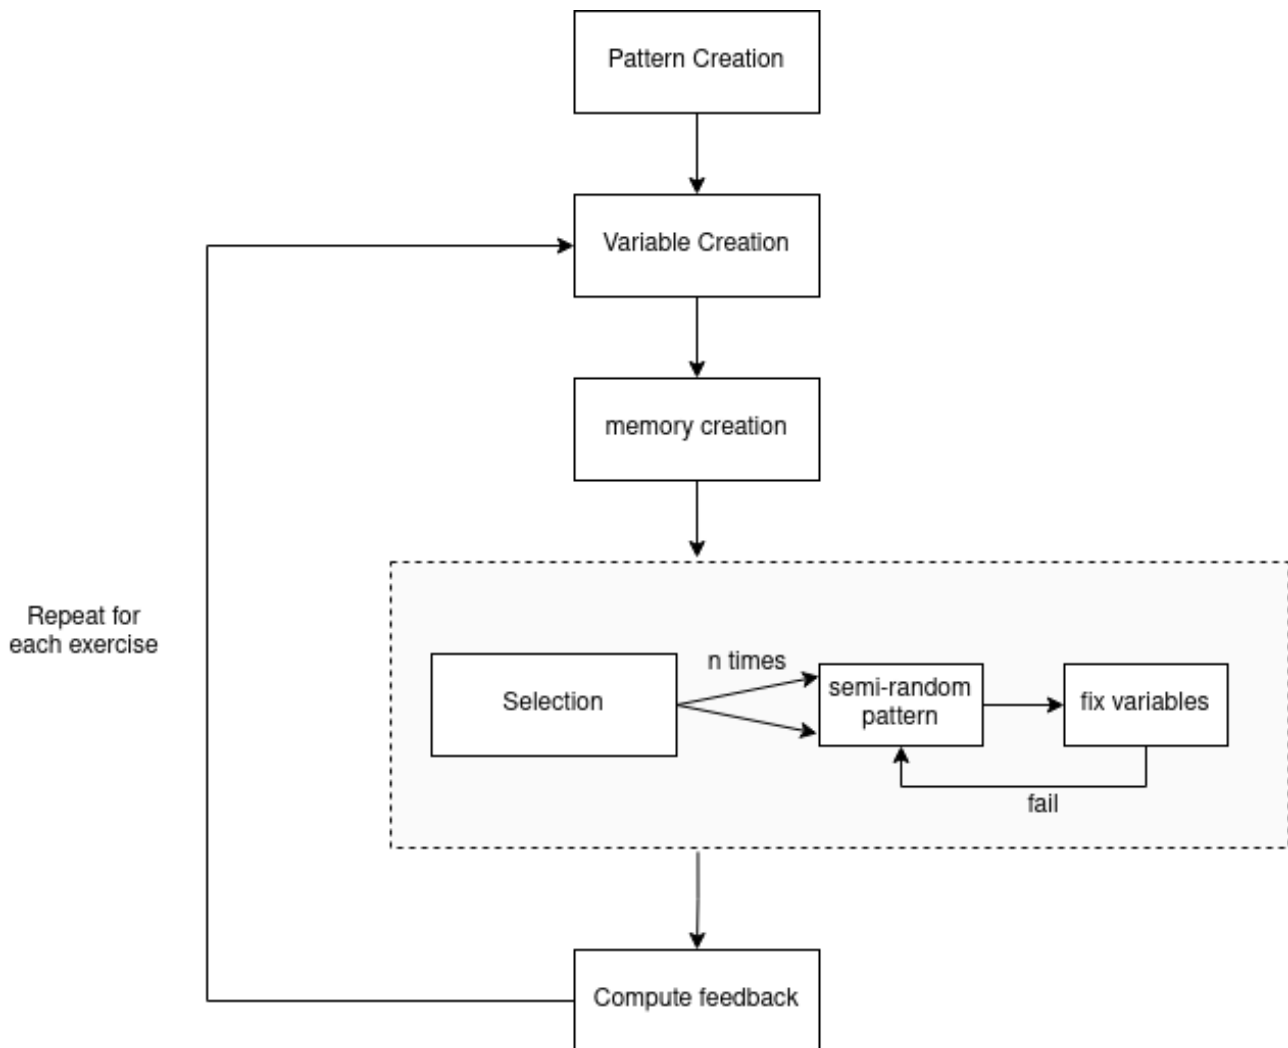 Pattern Creation
Variable Creation
memory creation
Repeat for
each exercise
n times
Selection
semi-random
pattern
fix variables
fail
Compute feedback